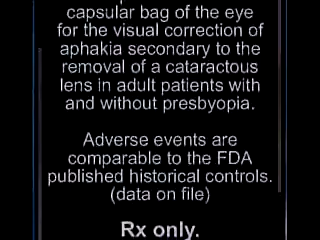 capsular bag of the eye
for the visual correction of
aphakia secondary to the
removal of a cataractous
lens in adult patients with
and without presbyopia.
Adverse events are
comparable to the FDA
published historical controls.
(data on file)
Rx only.